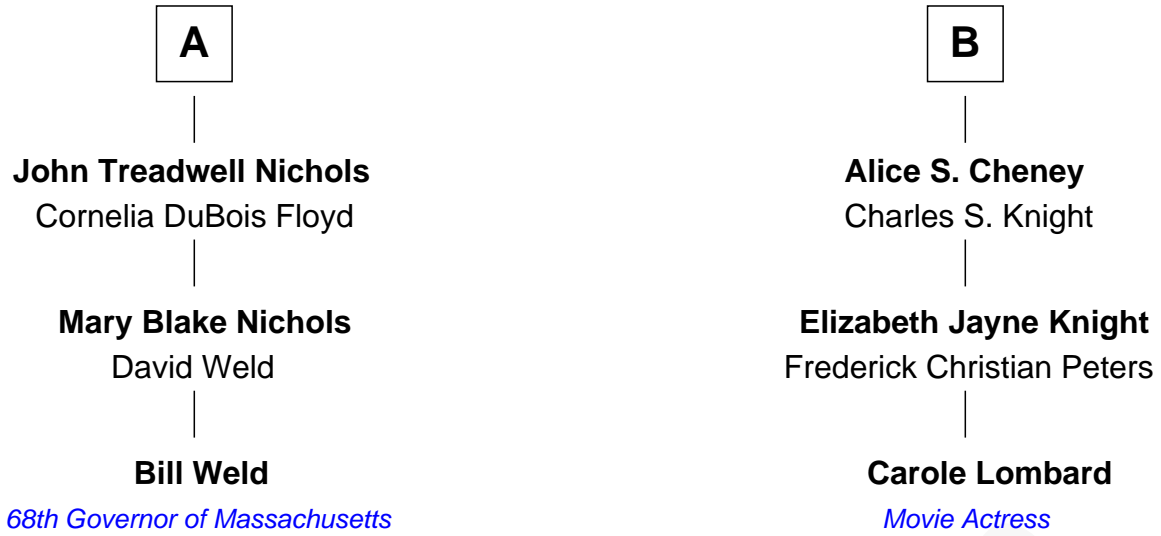 A
B
John Treadwell Nichols
Cornelia DuBois Floyd
Alice S. Cheney
Charles S. Knight
Mary Blake Nichols
David Weld
Elizabeth Jayne Knight
Frederick Christian Peters
Bill Weld
68th Governor of Massachusetts
Carole Lombard
Movie Actress